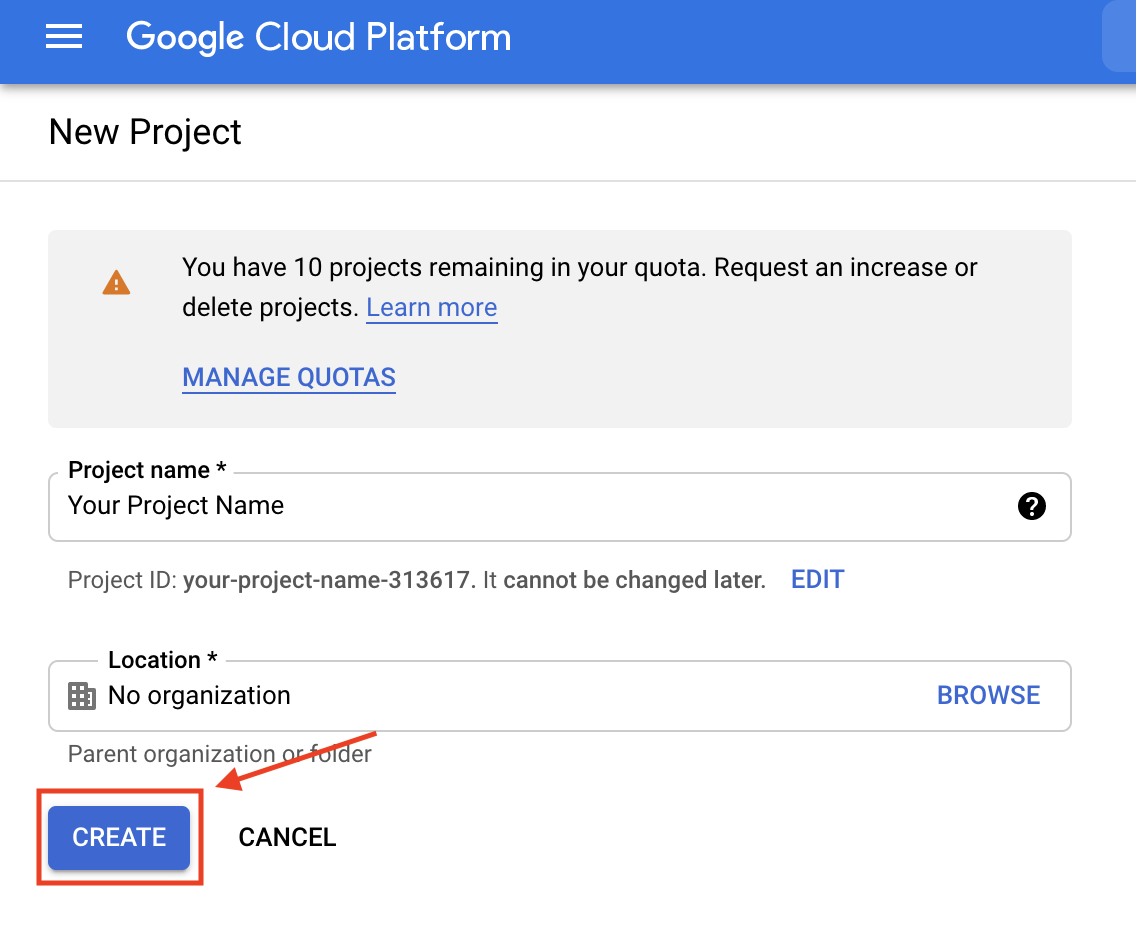 Google Cloud Platform
New Project
You have 10 projects remaining in your quota. Request an increase or
delete projects. Learn more
MANAGE QUOTAS
Project name *
Your Project Name
Project ID: your-project-name-313617. It cannot be changed later. EDIT
Location *
No organization BROWSE
Parent organization or folder
CREATE CANCEL